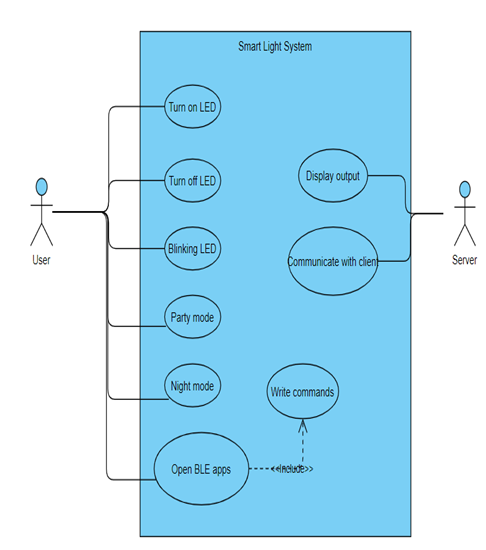 Smart Light System
Turn on LED
Turn off LED
Display output
Blinking LED
User
Server
Communicate with client
Party mode
Night mode
Write commands
Open BLE apps
<<Include>>